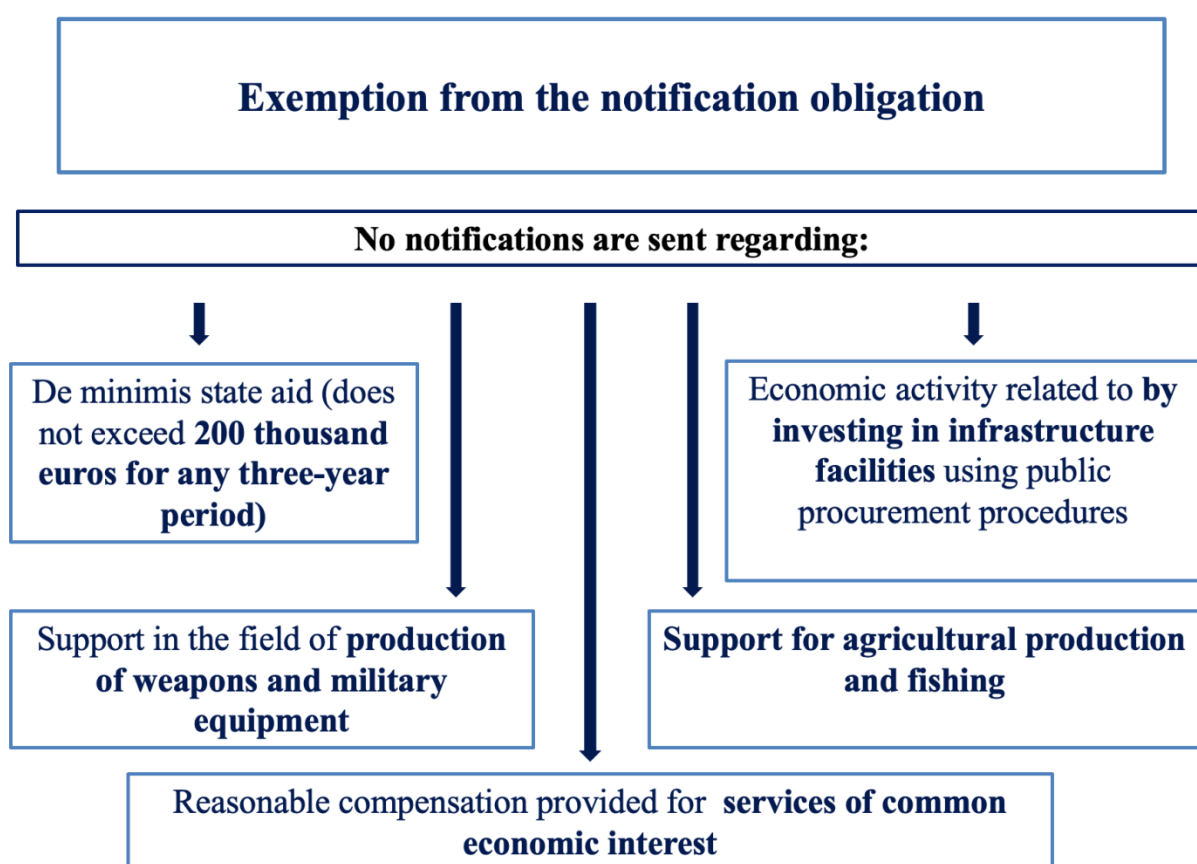 Exemption from the notification obligation
No notifications are sent regarding:
De minimis state aid (does
not exceed 200 thousand
euros for any three-year
period)
Economic activity related to by
investing in infrastructure
facilities using public
procurement procedures
Support in the field of production
of weapons and military
equipment
Support for agricultural production
and fishing
Reasonable compensation provided for services of common
economic interest